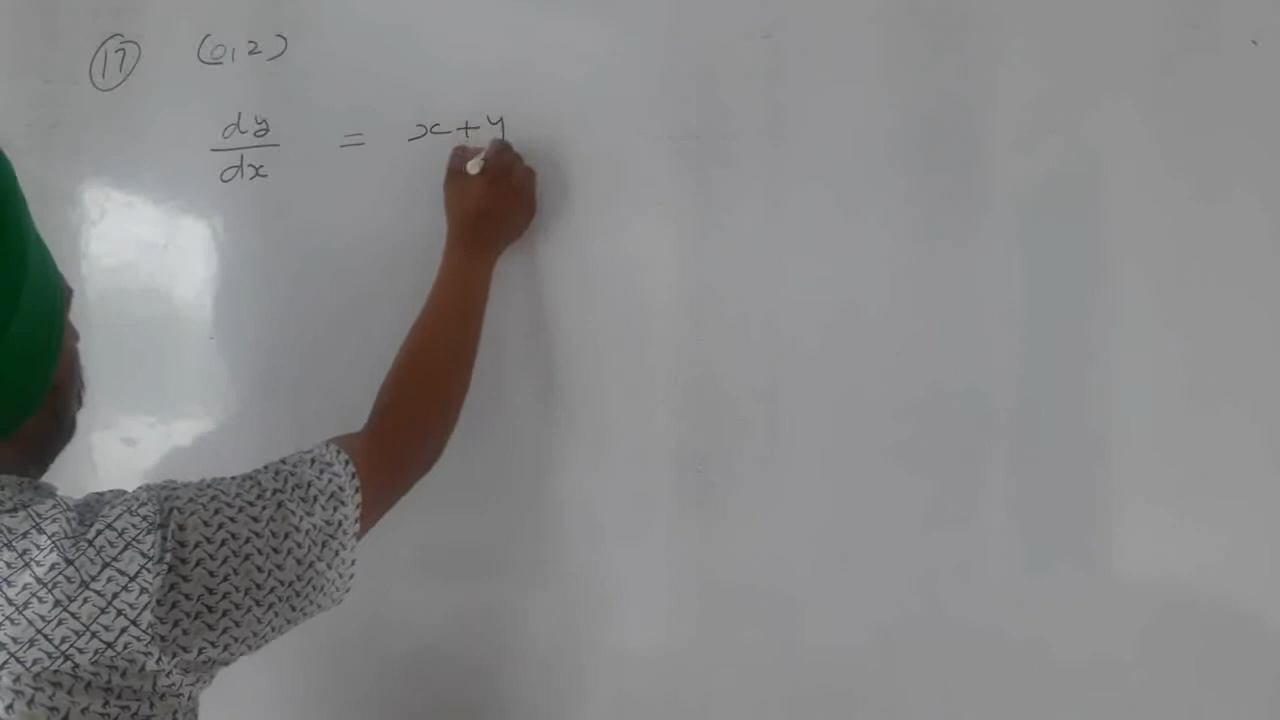 17 (0,2)
dy/dx = x+y